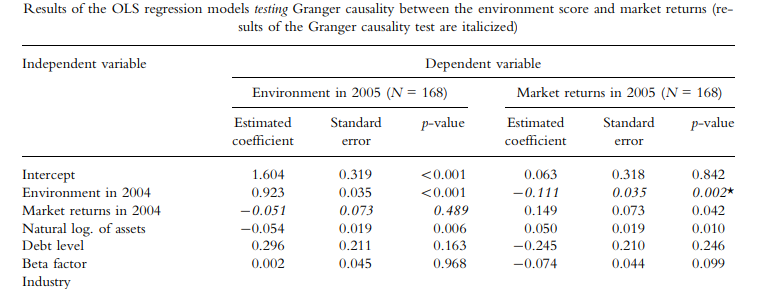 Results of the OLS regression models testing Granger causality between the environment score and market returns (re-
sults of the Granger causality test are italicized)
Independent variable Dependent variable
Environment in 2005 (N = 168) Market returns in 2005 (N = 168)
Estimated Standard p-value Estimated Standard p-value
coefficient error coefficient error
Intercept 1.604 0.319 <0.001 0.063 0.318 0.842
Environment in 2004 0.923 0.035 <0.001 −0.111 0.035 0.002★
Market returns in 2004 −0.051 0.073 0.489 0.149 0.073 0.042
Natural log. of assets −0.054 0.019 0.006 0.050 0.019 0.010
Debt level 0.296 0.211 0.163 −0.245 0.210 0.246
Beta factor 0.002 0.045 0.968 −0.074 0.044 0.099
Industry